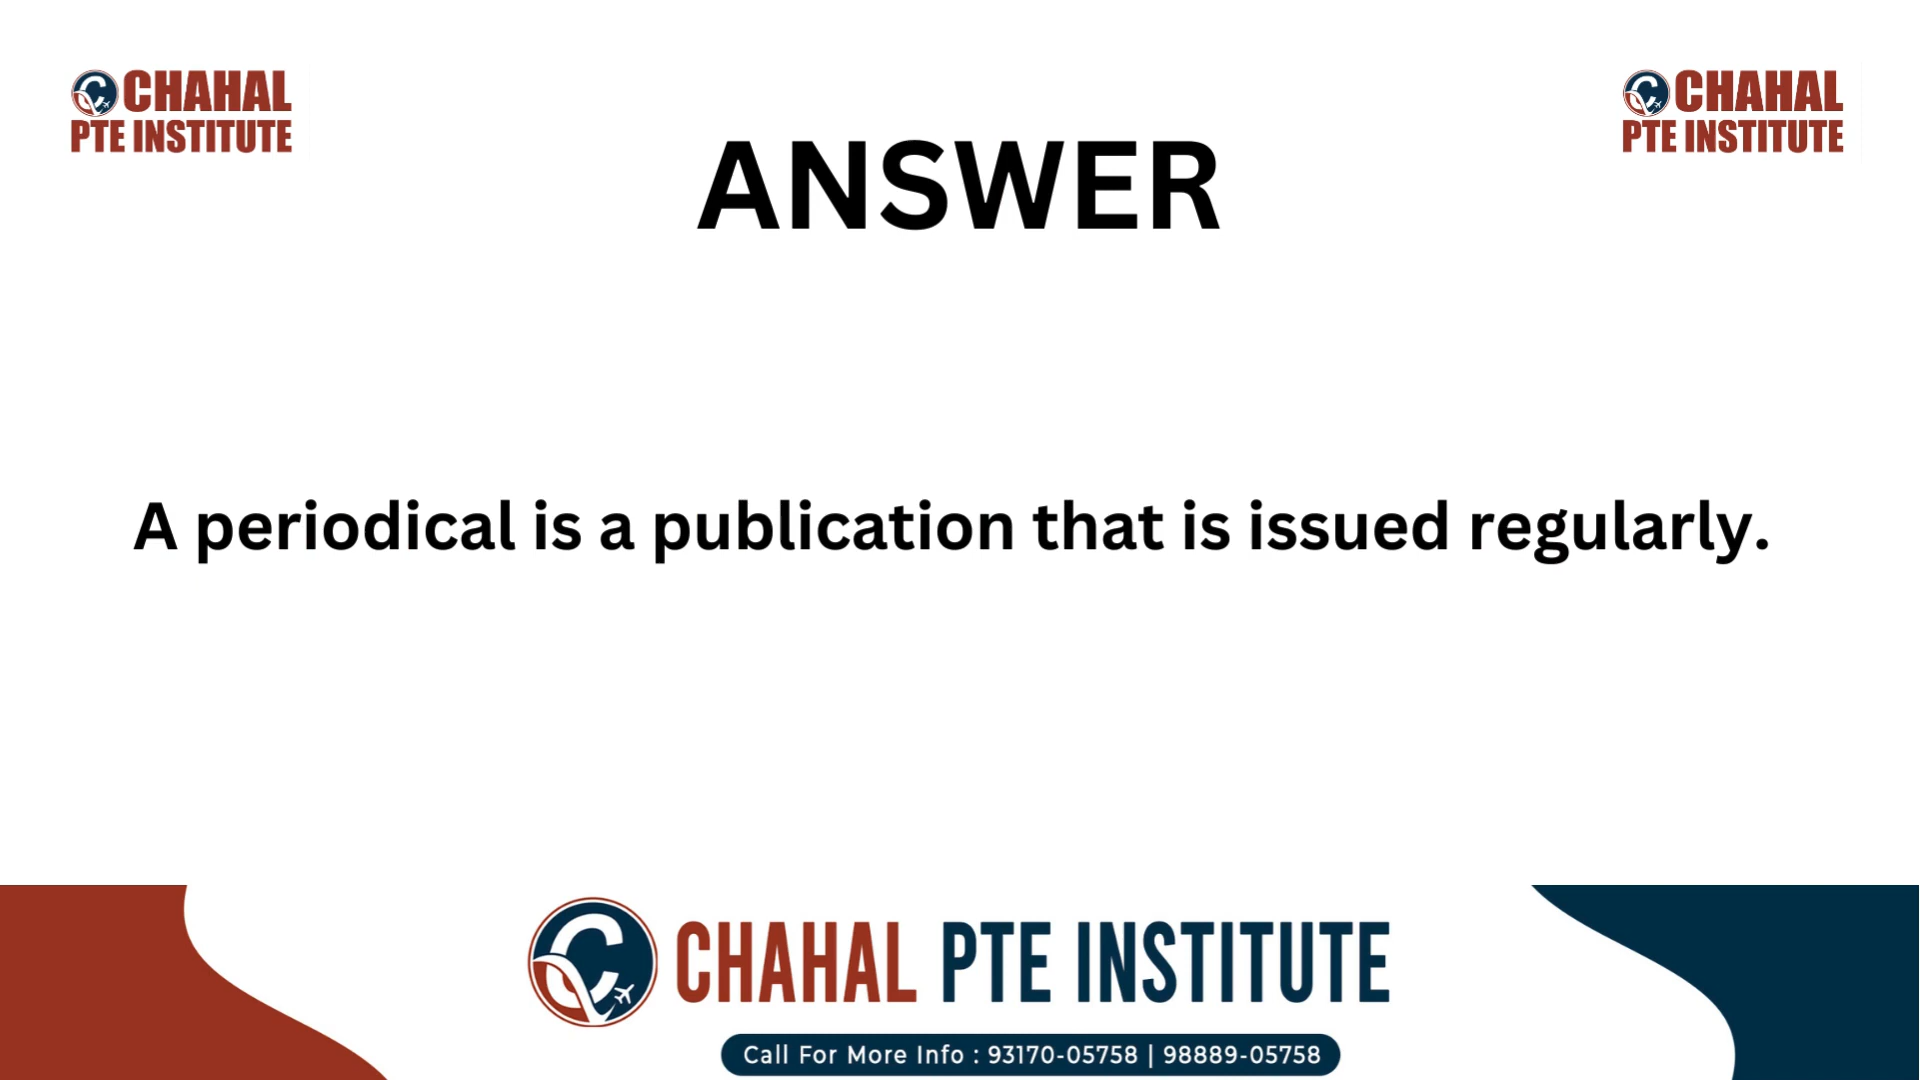 CHAHAL
PTE INSTITUTE
CHAHAL
PTE INSTITUTE
ANSWER
A periodical is a publication that is issued regularly.
CHAHAL PTE INSTITUTE
Call For More Info : 93170-05758 | 98889-05758